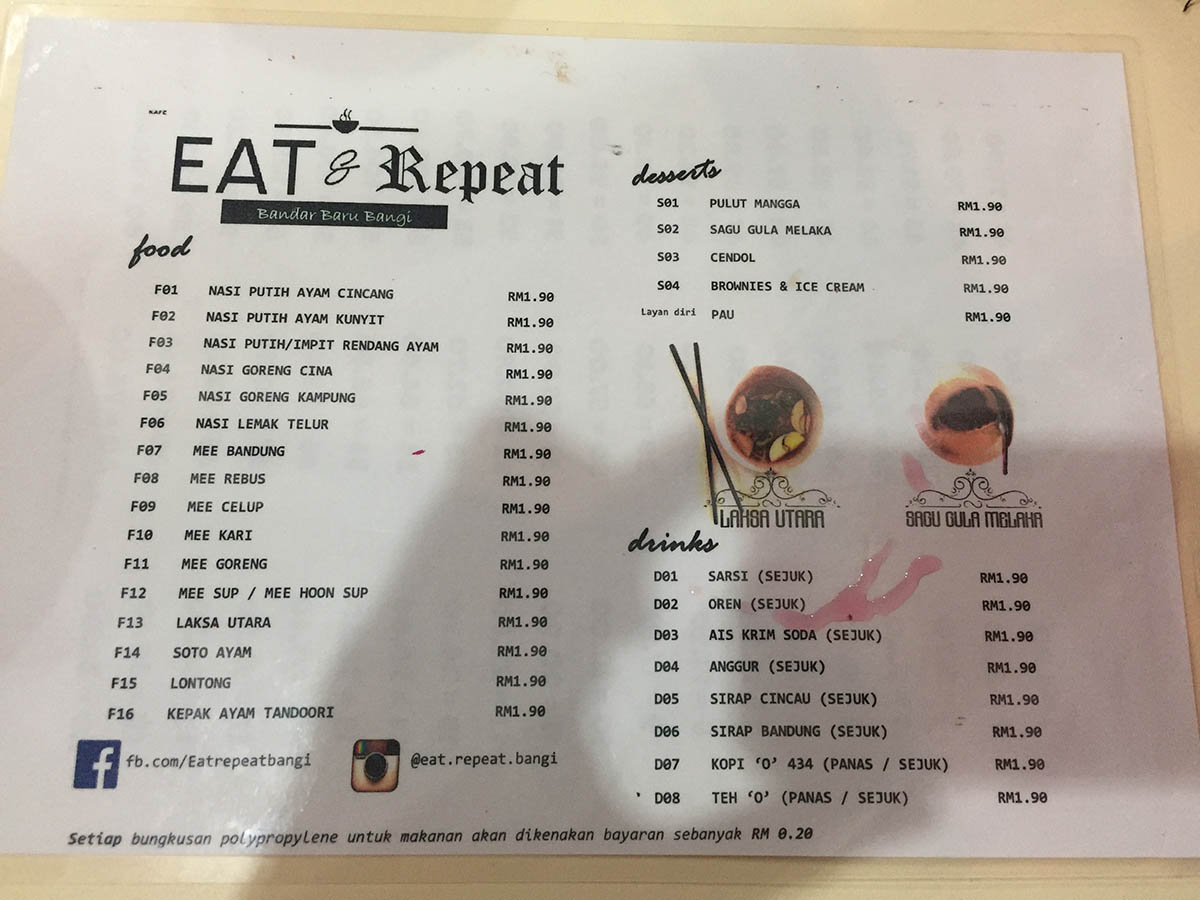 KAFE
EAT & Repeat
Bandar Baru Bangi
food
F01 NASI PUTIH AYAM CINCANG RM1.90
F02 NASI PUTIH AYAM KUNYIT RM1.90
F03 NASI PUTIH/IMPIT RENDANG AYAM RM1.90
F04 NASI GORENG CINA RM1.90
F05 NASI GORENG KAMPUNG RM1.90
F06 NASI LEMAK TELUR RM1.90
F07 MEE BANDUNG RM1.90
F08 MEE REBUS RM1.90
F09 MEE CELUP RM1.90
F10 MEE KARI RM1.90
F11 MEE GORENG RM1.90
F12 MEE SUP / MEE HOON SUP RM1.90
F13 LAKSA UTARA RM1.90
F14 SOTO AYAM RM1.90
F15 LONTONG RM1.90
F16 KEPAK AYAM TANDOORI RM1.90
fb.com/Eatrepeatbangi @eat.repeat.bangi
desserts
S01 PULUT MANGGA RM1.90
S02 SAGU GULA MELAKA RM1.90
S03 CENDOL RM1.90
S04 BROWNIES & ICE CREAM RM1.90
Layan diri PAU RM1.90
LAKSA UTARA SAGU GULA MELAKA
drinks
D01 SARSI (SEJUK) RM1.90
D02 OREN (SEJUK) RM1.90
D03 AIS KRIM SODA (SEJUK) RM1.90
D04 ANGGUR (SEJUK) RM1.90
D05 SIRAP CINCAU (SEJUK) RM1.90
D06 SIRAP BANDUNG (SEJUK) RM1.90
D07 KOPI ‘O’ 434 (PANAS / SEJUK) RM1.90
D08 TEH ‘O’ (PANAS / SEJUK) RM1.90
Setiap bungkusan polypropylene untuk makanan akan dikenakan bayaran sebanyak RM 0.20